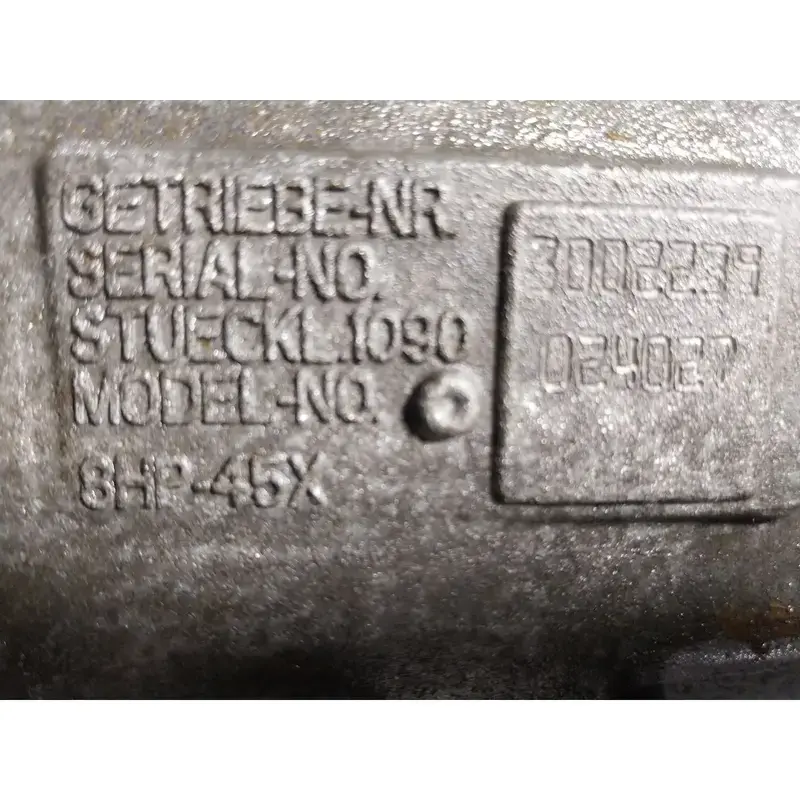 GETRIEBE-NR.
SERIAL-NO.
STUECKL.1090
MODEL-NO.
8HP-45X
3002239
024027